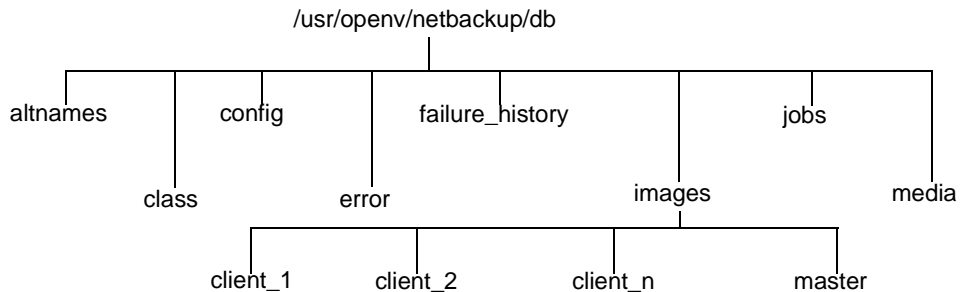 /usr/openv/netbackup/db
altnames config failure_history jobs
class error images media
client_1 client_2 client_n master